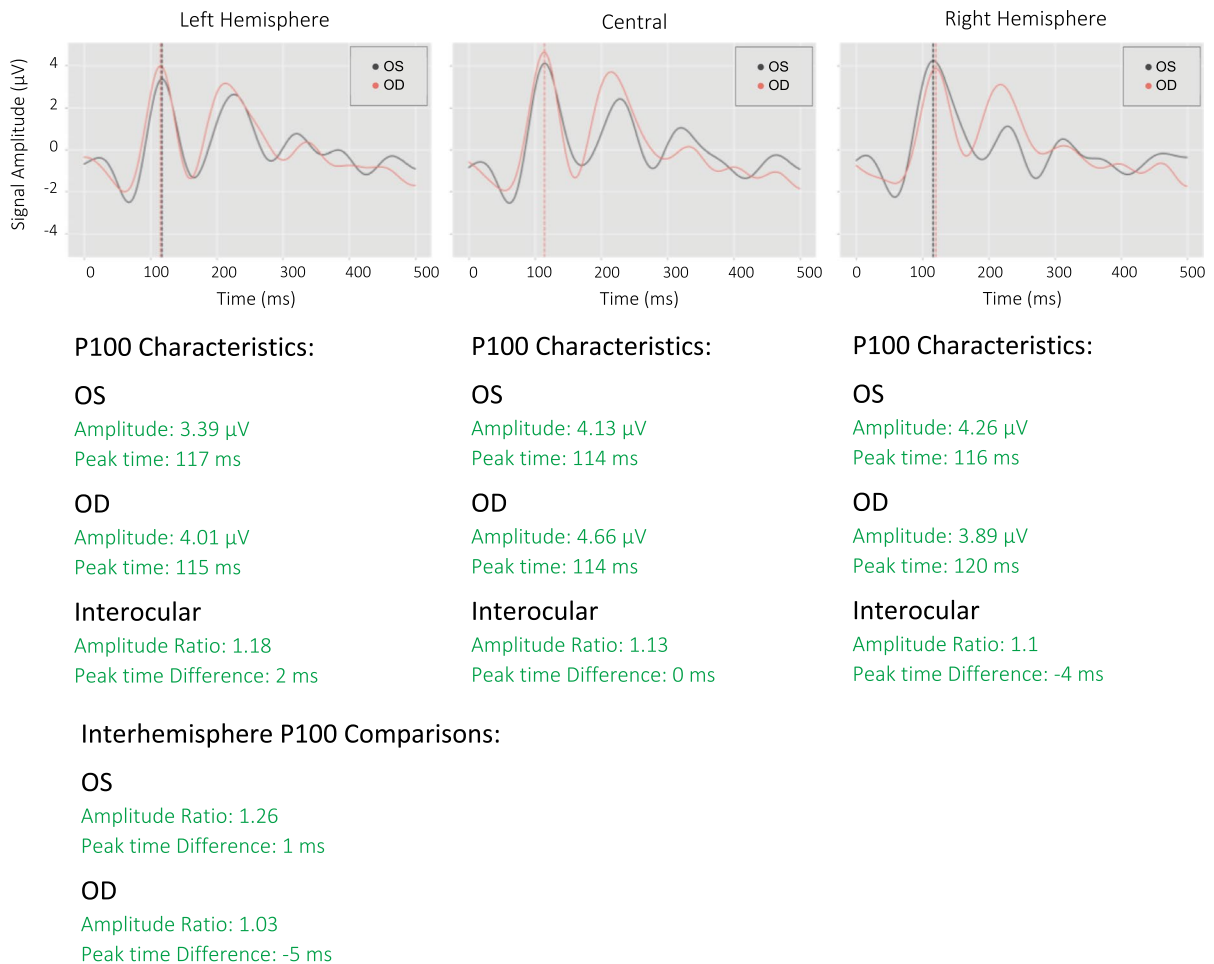 Left Hemisphere
Central
Right Hemisphere
Signal Amplitude (µV)
4
2
0
-2
-4
OS
OD
OS
OD
OS
OD
0 100 200 300 400 500
0 100 200 300 400 500
0 100 200 300 400 500
Time (ms)
Time (ms)
Time (ms)
P100 Characteristics:
OS
Amplitude: 3.39 µV
Peak time: 117 ms
OD
Amplitude: 4.01 µV
Peak time: 115 ms
Interocular
Amplitude Ratio: 1.18
Peak time Difference: 2 ms
P100 Characteristics:
OS
Amplitude: 4.13 µV
Peak time: 114 ms
OD
Amplitude: 4.66 µV
Peak time: 114 ms
Interocular
Amplitude Ratio: 1.13
Peak time Difference: 0 ms
P100 Characteristics:
OS
Amplitude: 4.26 µV
Peak time: 116 ms
OD
Amplitude: 3.89 µV
Peak time: 120 ms
Interocular
Amplitude Ratio: 1.1
Peak time Difference: -4 ms
Interhemisphere P100 Comparisons:
OS
Amplitude Ratio: 1.26
Peak time Difference: 1 ms
OD
Amplitude Ratio: 1.03
Peak time Difference: -5 ms